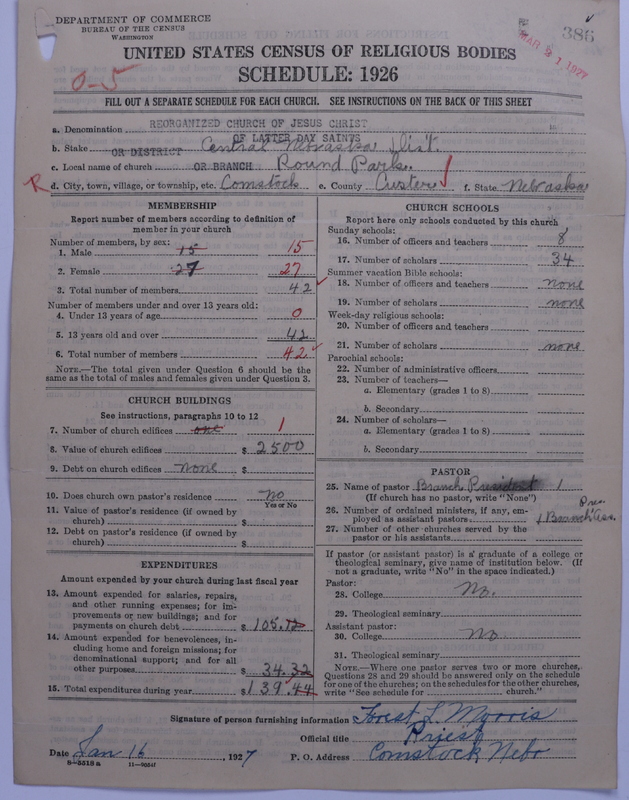 DEPARTMENT OF COMMERCE
BUREAU OF THE CENSUS
WASHINGTON
386
MAR 31 1927
UNITED STATES CENSUS OF RELIGIOUS BODIES
SCHEDULE: 1926
0-5
FILL OUT A SEPARATE SCHEDULE FOR EACH CHURCH. SEE INSTRUCTIONS ON THE BACK OF THIS SHEET
a. Denomination REORGANIZED CHURCH OF JESUS CHRIST
OF LATTER DAY SAINTS
b. Stake OR DISTRICT Central Nebraska Dist.
c. Local name of church OR BRANCH Round Park
R d. City, town, village, or township, etc. Comstock e. County Custer f. State Nebraska
MEMBERSHIP
Report number of members according to definition of
member in your church
Number of members, by sex:
1. Male 15 15
2. Female 27 27
3. Total number of members 42
Number of members under and over 13 years old:
4. Under 13 years of age 0
5. 13 years old and over 42
6. Total number of members 42
NOTE.—The total given under Question 6 should be the
same as the total of males and females given under Question 3.
CHURCH BUILDINGS
See instructions, paragraphs 10 to 12
7. Number of church edifices one 1
8. Value of church edifices $ 2500
9. Debt on church edifices none $
10. Does church own pastor's residence No
Yes or No
11. Value of pastor's residence (if owned by
church) $
12. Debt on pastor's residence (if owned by
church) $
EXPENDITURES
Amount expended by your church during last fiscal year
13. Amount expended for salaries, repairs,
and other running expenses; for im-
provements or new buildings; and for
payments on church debt $ 105.12
14. Amount expended for benevolences, in-
cluding home and foreign missions; for
denominational support; and for all
other purposes $ 34.32
15. Total expenditures during year $ 139.44
CHURCH SCHOOLS
Report here only schools conducted by this church
Sunday schools:
16. Number of officers and teachers 8
17. Number of scholars 34
Summer vacation Bible schools:
18. Number of officers and teachers none
19. Number of scholars none
Week-day religious schools:
20. Number of officers and teachers
21. Number of scholars none
Parochial schools:
22. Number of administrative officers
23. Number of teachers—
a. Elementary (grades 1 to 8)
b. Secondary
24. Number of scholars—
a. Elementary (grades 1 to 8)
b. Secondary
PASTOR
25. Name of pastor Branch President 1
(If church has no pastor, write "None")
26. Number of ordained ministers, if any, em-
ployed as assistant pastors 1 Branch
27. Number of other churches served by the
pastor or his assistants
If pastor (or assistant pastor) is a graduate of a college or
theological seminary, give name of institution below. (If
not a graduate, write "No" in the space indicated.)
Pastor:
28. College No.
29. Theological seminary
Assistant pastor:
30. College No
31. Theological seminary
NOTE.—Where one pastor serves two or more churches,
Questions 28 and 29 should be answered only on the schedule
for one of the churches; on the schedules for the other churches,
write "See schedule for church."
Signature of person furnishing information Forest L. Myoris
Official title Priest
Date Jan 16, 1927 P. O. Address Comstock Nebr
8-5518 a